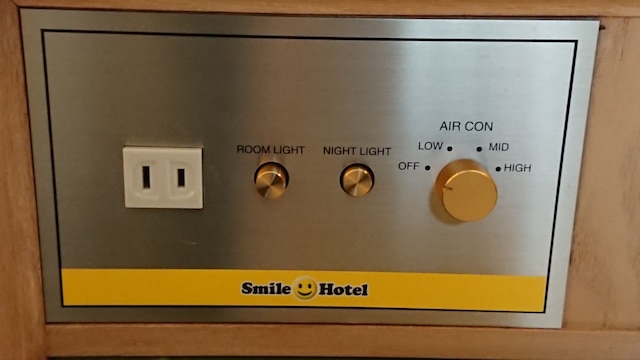 AIR CON
ROOM LIGHT NIGHT LIGHT LOW MID
OFF HIGH
Smile Hotel